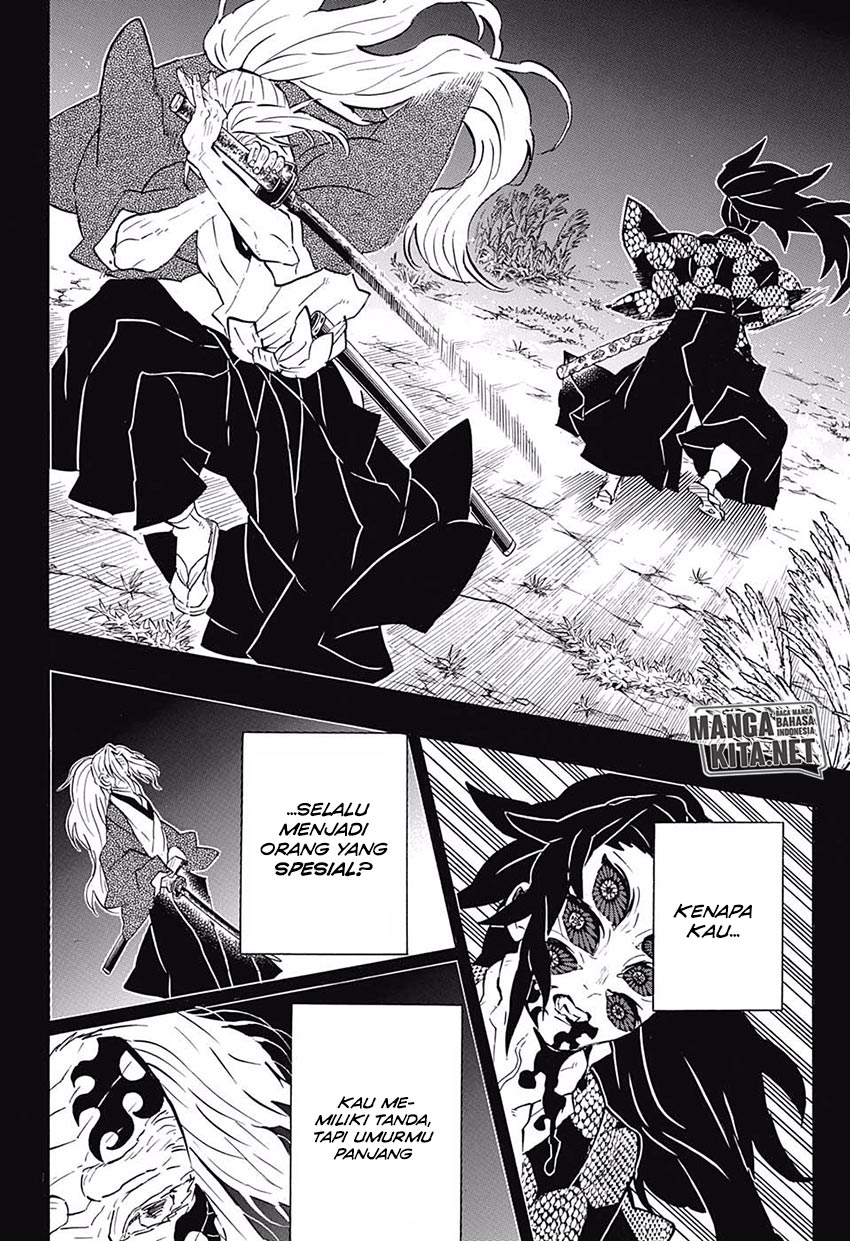 MANGA
KITA.NET
BACA MANGA
BAHASA
INDONESIA
KENAPA
KAU...
...SELALU
MENJADI
ORANG YANG
SPESIAL?
KAU ME-
MILIKI TANDA,
TAPI UMURMU
PANJANG